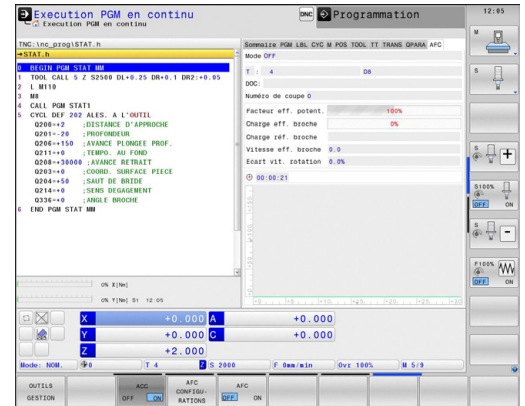 Execution PGM en continu
Execution PGM en continu
DNC
Programmation
12:05
TNC:\nc_prog\STAT.h
→STAT.h
0 BEGIN PGM STAT MM
1 TOOL CALL 5 Z S2500 DL+0.25 DR+0.1 DR2:+0.05
2 L M110
3 M8
4 CALL PGM STAT1
5 CYCL DEF 202 ALES. A L'OUTIL
Q200=+2 ;DISTANCE D'APPROCHE
Q201=-20 ;PROFONDEUR
Q206=+150 ;AVANCE PLONGEE PROF.
Q211=+0 ;TEMPO. AU FOND
Q208=+30000 ;AVANCE RETRAIT
Q203=+0 ;COORD. SURFACE PIECE
Q204=+50 ;SAUT DE BRIDE
Q214=+0 ;SENS DEGAGEMENT
Q336=+0 ;ANGLE BROCHE
6 END PGM STAT MM
0% X[Nm]
0% Y[Nm] S1 12:05
Sommaire PGM LBL CYC M POS TOOL TT TRANS QPARA AFC
Mode OFF
T : 4 D8
DOC:
Numéro de coupe 0
Facteur eff. potent. 100%
Charge eff. broche 0%
Charge réf. broche
Vitesse eff. broche 0.0
Ecart vit. rotation 0.0%
00:00:21
M
S
S
S100%
OFF ON
S
F100%
OFF ON
X +0.000 A +0.000
Y +0.000 C +0.000
Z +2.000
Mode: NOM. 0 T 4 Z S 2000 F 0mm/min Ovr 100% M 5/9
OUTILS
GESTION
ACC
OFF ON
AFC
CONFIGU-
RATIONS
AFC
OFF ON